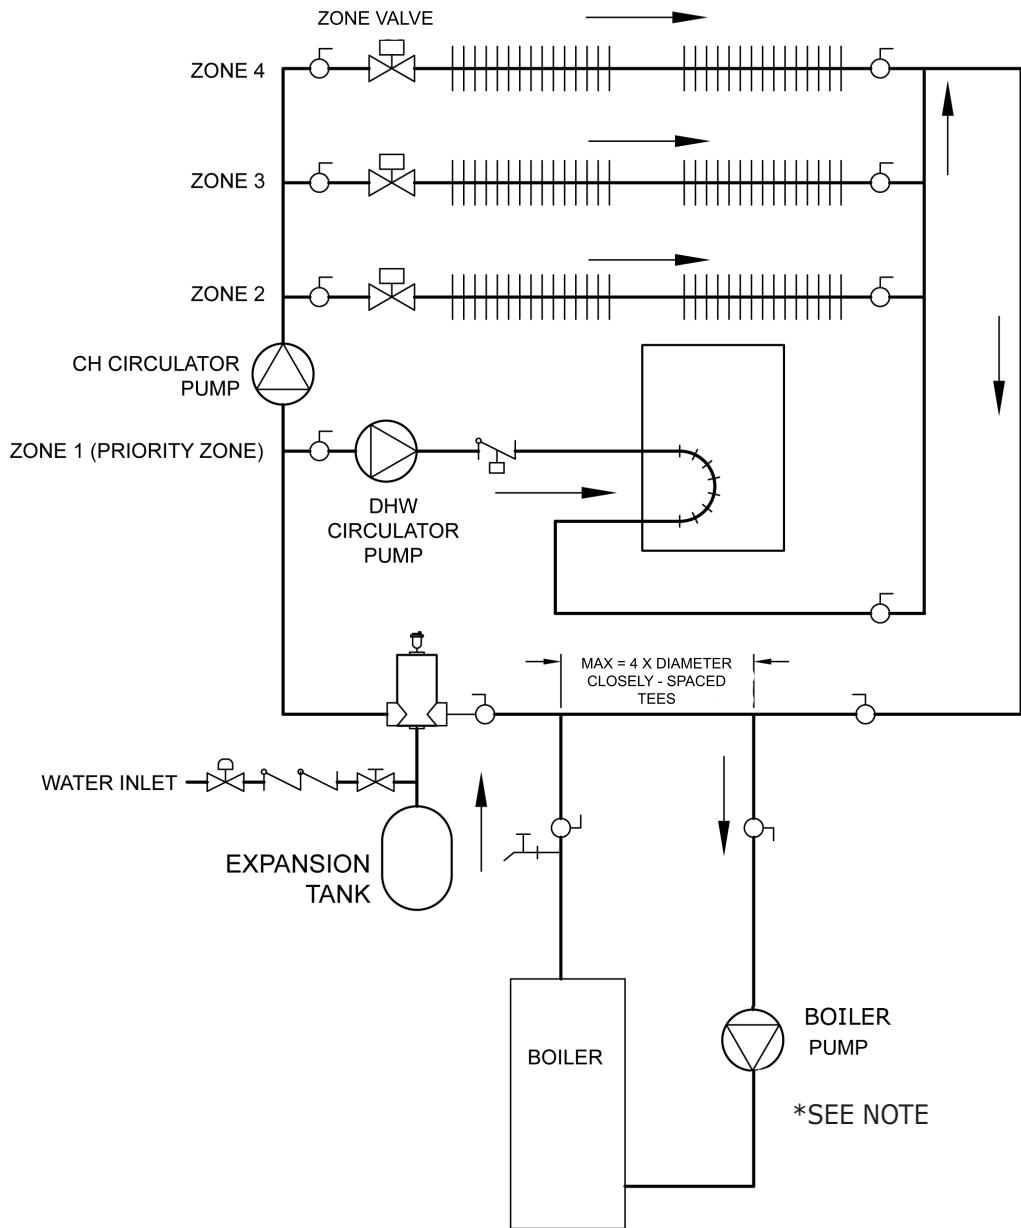 ZONE VALVE
ZONE 4
ZONE 3
ZONE 2
CH CIRCULATOR
PUMP
ZONE 1 (PRIORITY ZONE)
DHW
CIRCULATOR
PUMP
MAX = 4 X DIAMETER
CLOSELY - SPACED
TEES
WATER INLET
EXPANSION
TANK
BOILER
PUMP
BOILER
*SEE NOTE